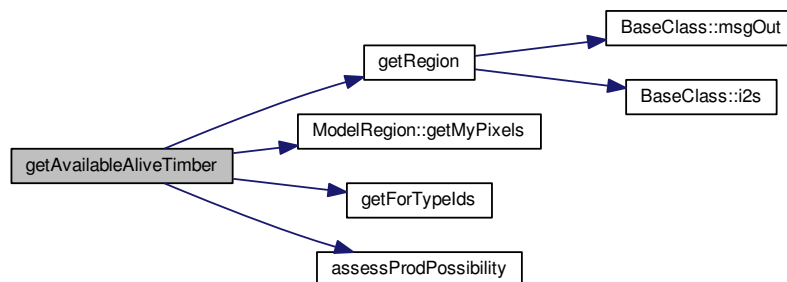 BaseClass::msgOut
getRegion
BaseClass::i2s
ModelRegion::getMyPixels
getAvailableAliveTimber
getForTypeIds
assessProdPossibility